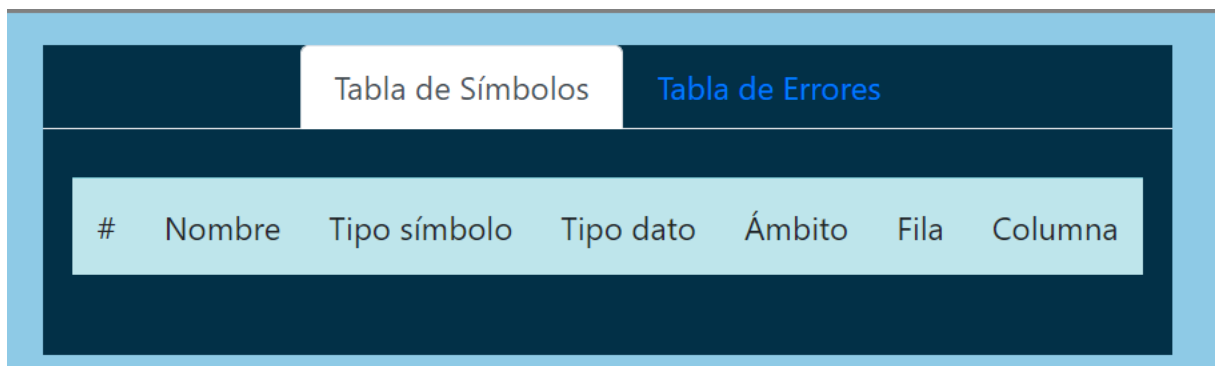 Tabla de Símbolos Tabla de Errores
# Nombre Tipo símbolo Tipo dato Ámbito Fila Columna